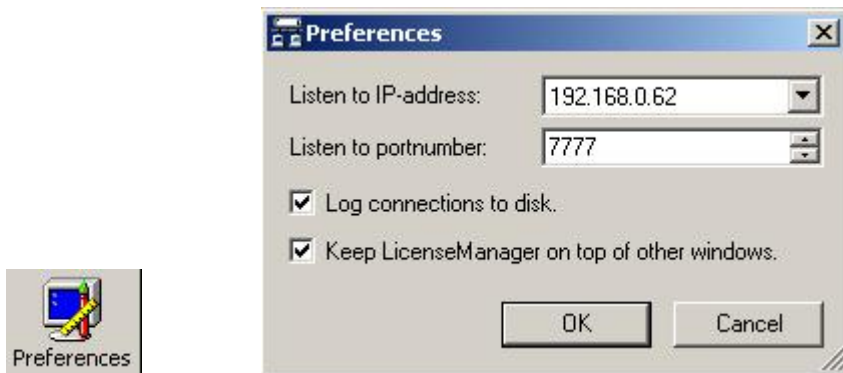 Preferences
Listen to IP-address: 192.168.0.62
Listen to portnumber: 7777
Log connections to disk.
Keep LicenseManager on top of other windows.
OK Cancel
Preferences